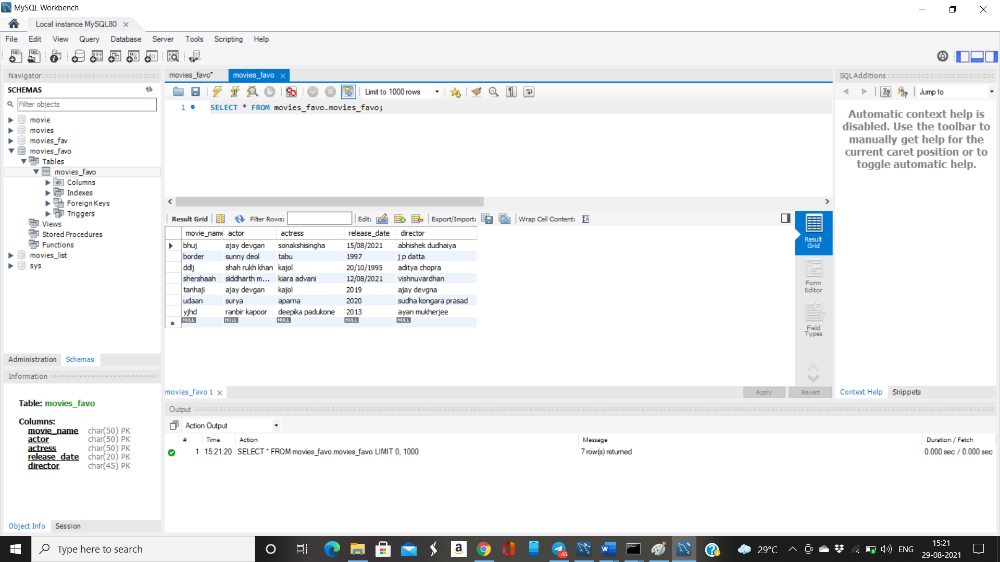 MySQL Workbench
Local instance MySQL80
File Edit View Query Database Server Tools Scripting Help
Navigator
SCHEMAS
Filter objects
movie
movies
movies_fav
movies_favo
Tables
movies_favo
Columns
Indexes
Foreign Keys
Triggers
Views
Stored Procedures
Functions
movies_list
sys
Administration Schemas
Information
Table: movies_favo
Columns:
movie_name char(50) PK
actor char(50) PK
actress char(50) PK
release_date char(20) PK
director char(45) PK
Object Info Session
movies_favo* movies_favo
Limit to 1000 rows
1 SELECT * FROM movies_favo.movies_favo;
Result Grid Filter Rows: Edit: Export/Import: Wrap Cell Content:
movie_name actor actress release_date director
bhuj ajay devgan sonakshisingha 15/08/2021 abhishek dudhaiya
border sunny deol tabu 1997 j p datta
ddlj shah rukh khan kajol 20/10/1995 aditya chopra
shershaah siddharth m... kiara advani 12/08/2021 vishnuvardhan
tanhaji ajay devgan kajol 2019 ajay devgna
udaan surya aparna 2020 sudha kongara prasad
yjhd ranbir kapoor deepika padukone 2013 ayan mukherjee
NULL NULL NULL NULL NULL
Result
Grid
Form
Editor
Field
Types
movies_favo 1
Apply Revert
Output
Action Output
# Time Action Message Duration / Fetch
1 15:21:20 SELECT * FROM movies_favo.movies_favo LIMIT 0, 1000 7 row(s) returned 0.000 sec / 0.000 sec
SQLAdditions
Jump to
Automatic context help is
disabled. Use the toolbar to
manually get help for the
current caret position or to
toggle automatic help.
Context Help Snippets
Type here to search
46
29°C
ENG
15:21
29-08-2021